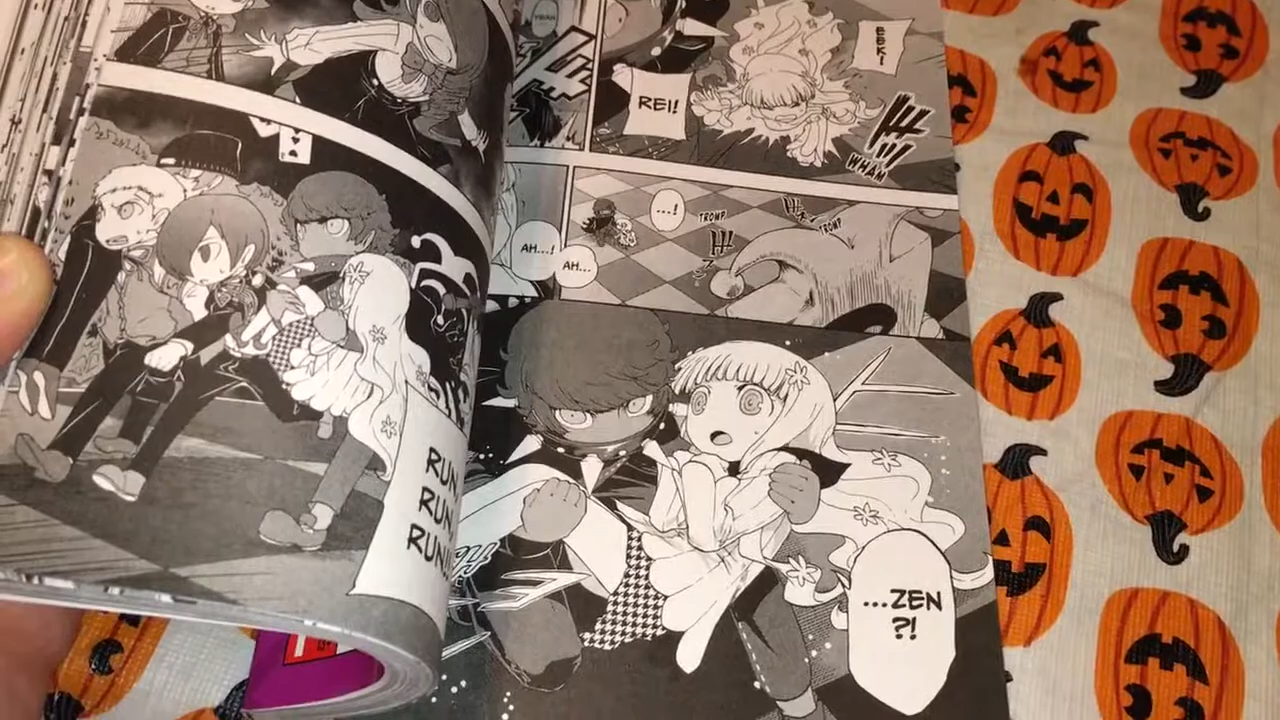 YEAH
EEK!
REI!
WHAM
...!
TROMP
TROMP
AH...!
AH...
RUN
RUN
RUN!
...ZEN
?!